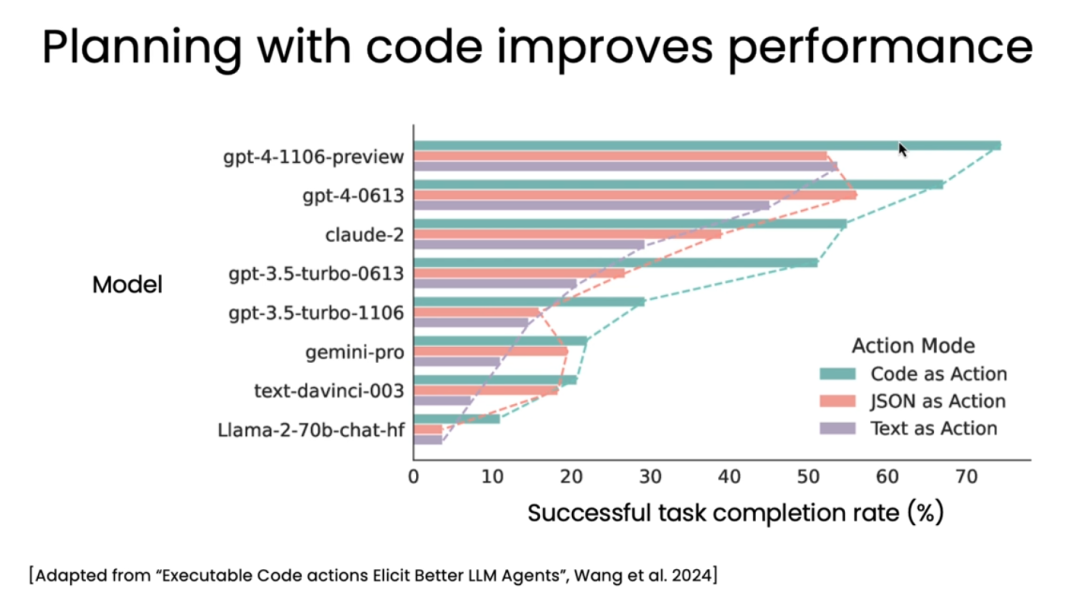 Planning with code improves performance
Model
gpt-4-1106-preview
gpt-4-0613
claude-2
gpt-3.5-turbo-0613
gpt-3.5-turbo-1106
gemini-pro
text-davinci-003
Llama-2-70b-chat-hf
Action Mode
Code as Action
JSON as Action
Text as Action
0 10 20 30 40 50 60 70
Successful task completion rate (%)
[Adapted from “Executable Code actions Elicit Better LLM Agents”, Wang et al. 2024]